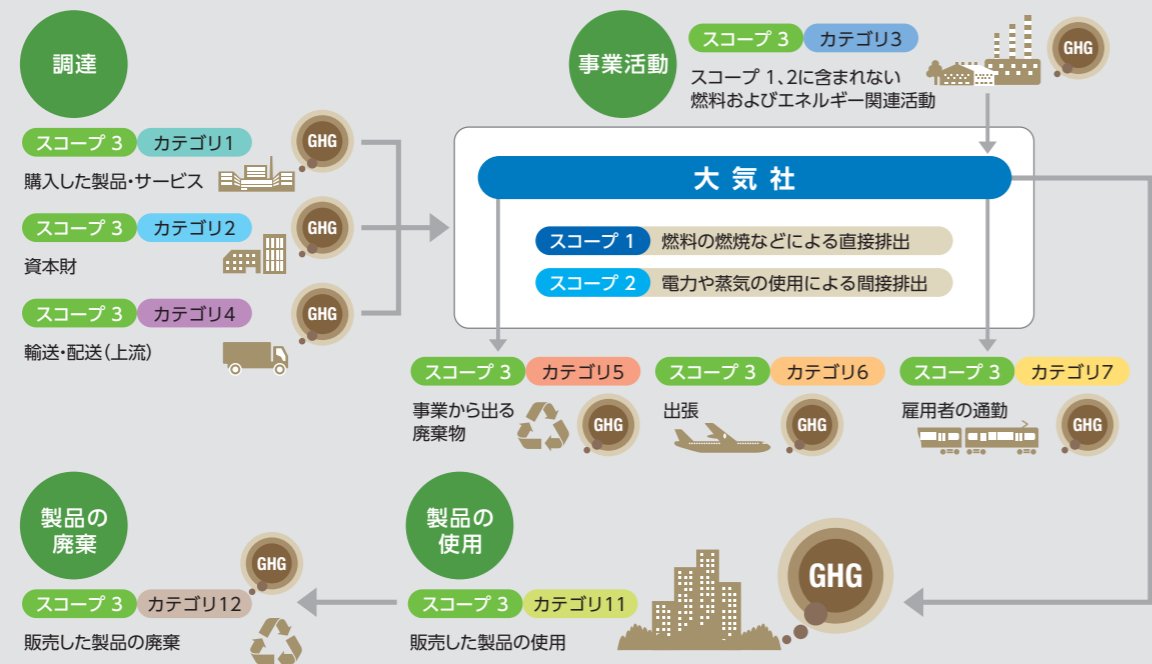 調達
スコープ 3 カテゴリ1
GHG
購入した製品・サービス
スコープ 3 カテゴリ2
GHG
資本財
スコープ 3 カテゴリ4
GHG
輸送・配送（上流）
事業活動
スコープ 3 カテゴリ3
GHG
スコープ 1、2に含まれない
燃料およびエネルギー関連活動
大気社
スコープ 1 燃料の燃焼などによる直接排出
スコープ 2 電力や蒸気の使用による間接排出
スコープ 3 カテゴリ5
事業から出る
廃棄物
GHG
スコープ 3 カテゴリ6
出張
GHG
スコープ 3 カテゴリ7
雇用者の通勤
GHG
製品の
廃棄
GHG
スコープ 3 カテゴリ12
販売した製品の廃棄
製品の
使用
スコープ 3 カテゴリ11
販売した製品の使用
GHG